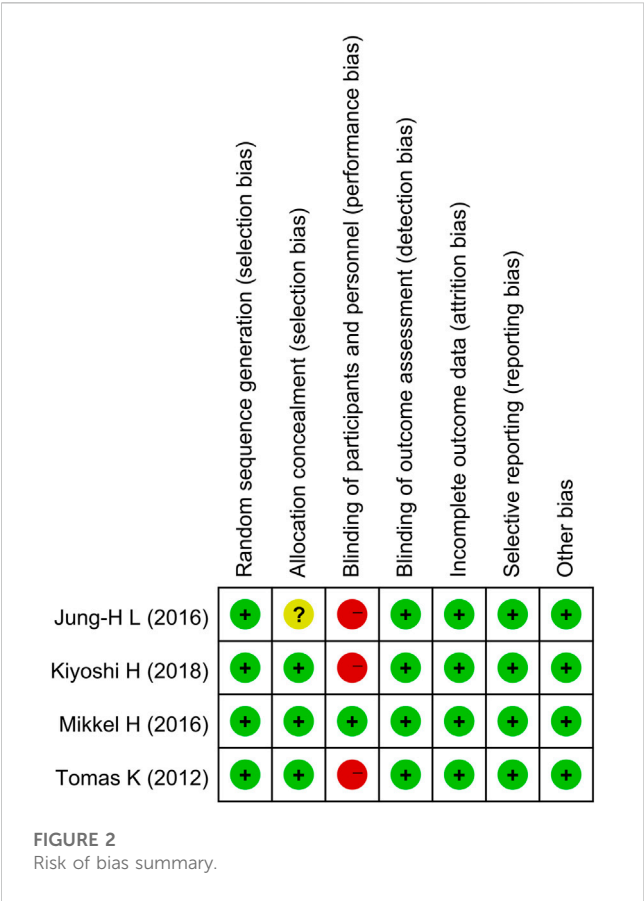 Random sequence generation (selection bias)
Allocation concealment (selection bias)
Blinding of participants and personnel (performance bias)
Blinding of outcome assessment (detection bias)
Incomplete outcome data (attrition bias)
Selective reporting (reporting bias)
Other bias
Jung-H L (2016) + ? – + + + +
Kiyoshi H (2018) + + – + + + +
Mikkel H (2016) + + + + + + +
Tomas K (2012) + + – + + + +
FIGURE 2
Risk of bias summary.